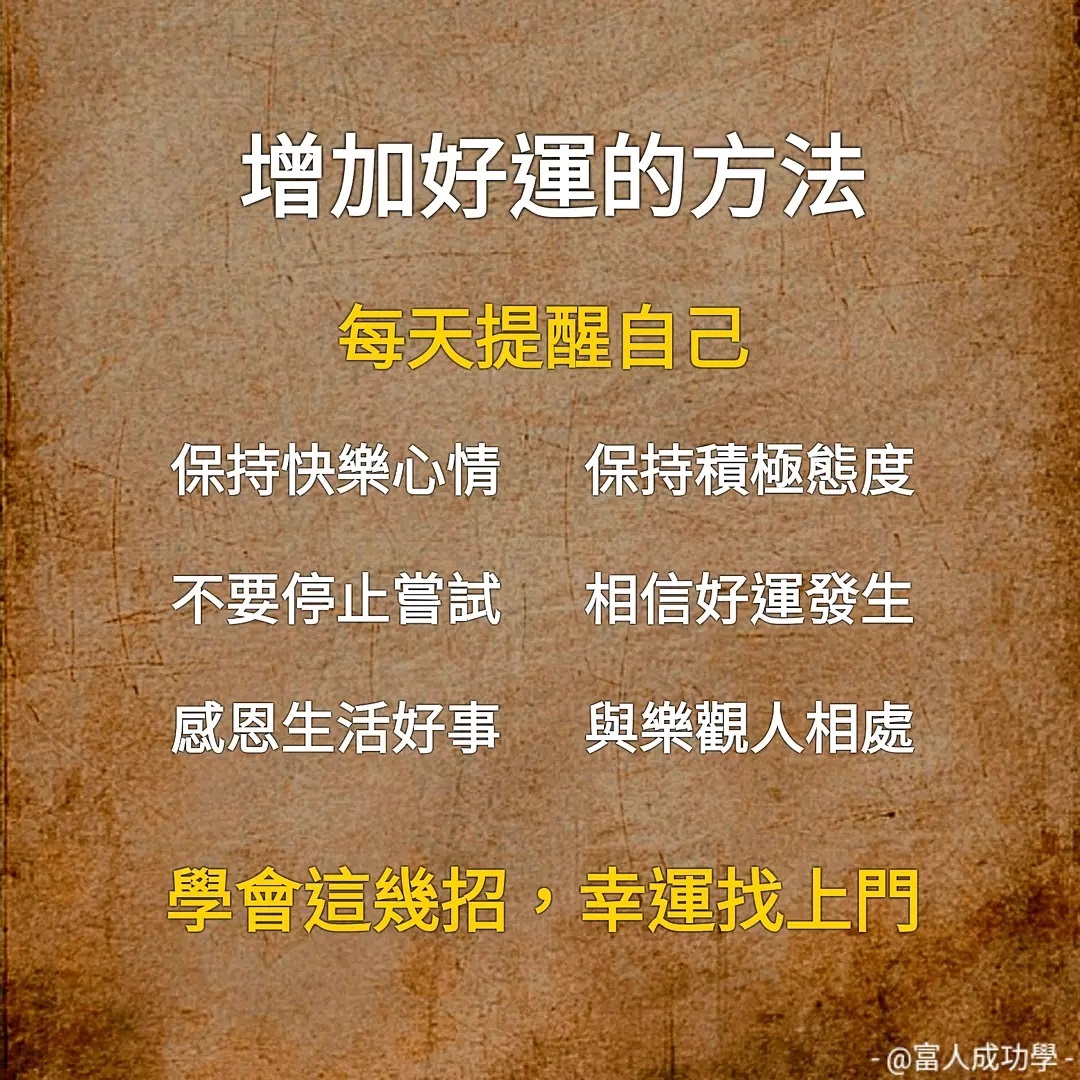 增加好運的方法
每天提醒自己
保持快樂心情 保持積極態度
不要停止嘗試 相信好運發生
感恩生活好事 與樂觀人相處
學會這幾招，幸運找上門
- @富人成功學 -